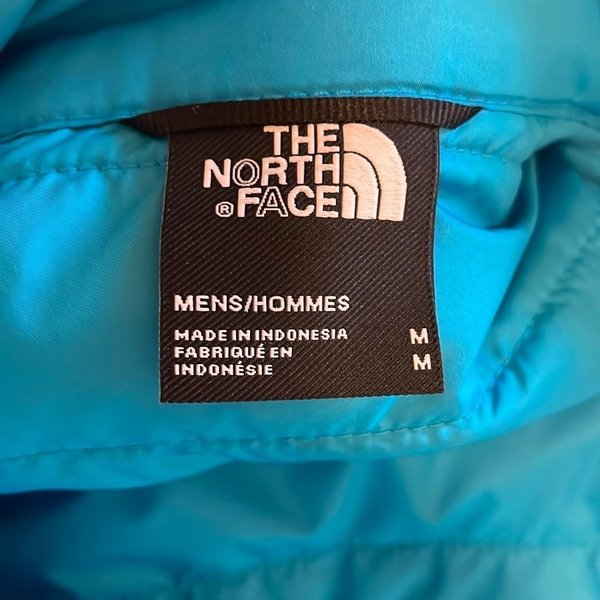 THE
NORTH
® FACE
MENS/HOMMES
MADE IN INDONESIA M
FABRIQUÉ EN
INDONÉSIE M